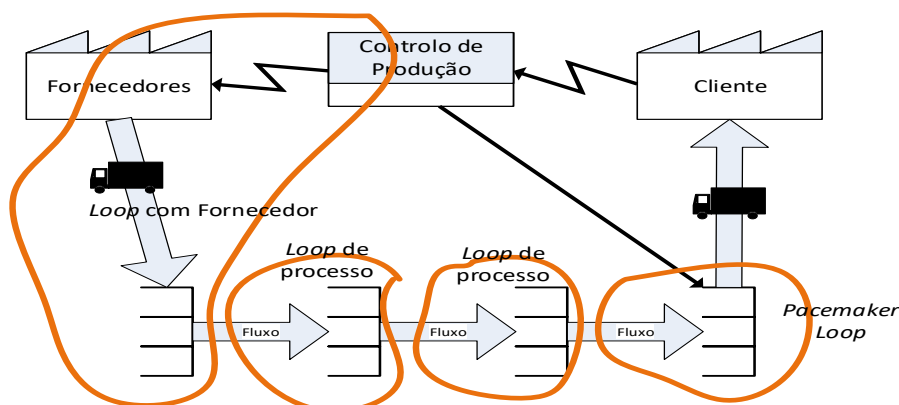 Fornecedores
Controlo de
Produção
Cliente
Loop com Fornecedor
Loop de
processo
Loop de
processo
Pacemaker
Loop
Fluxo
Fluxo
Fluxo